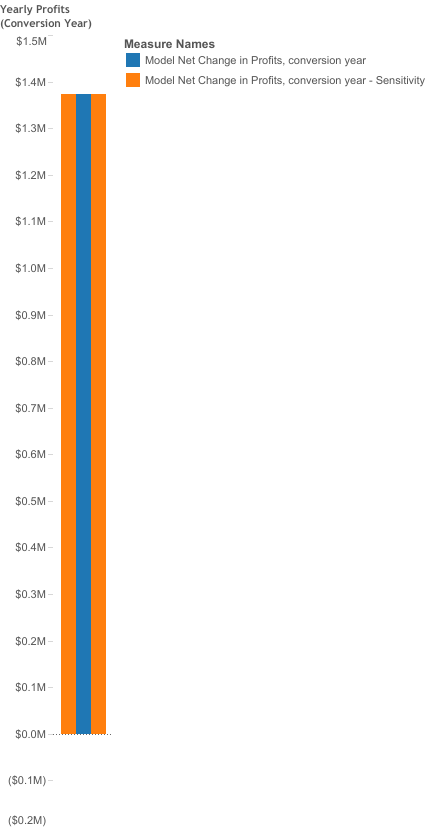 Yearly Profits
(Conversion Year)
$1.5M
Measure Names
Model Net Change in Profits, conversion year
Model Net Change in Profits, conversion year - Sensitivity
$1.4M
$1.3M
$1.2M
$1.1M
$1.0M
$0.9M
$0.8M
$0.7M
$0.6M
$0.5M
$0.4M
$0.3M
$0.2M
$0.1M
$0.0M
($0.1M)
($0.2M)